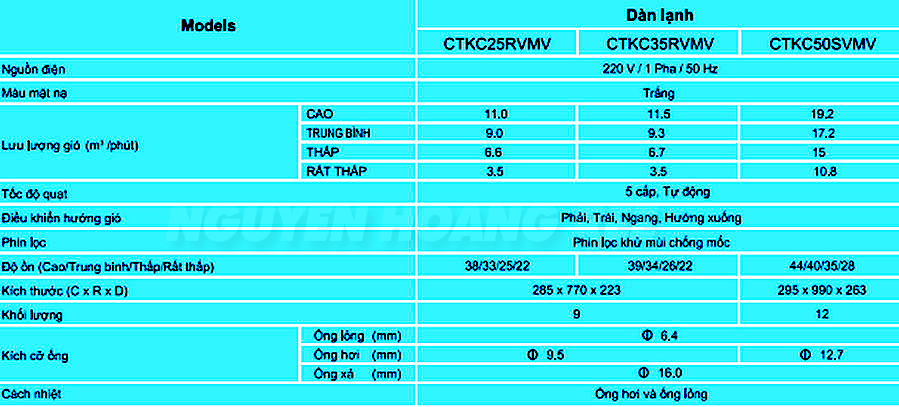 Models Dàn lạnh
CTKC25RVMV CTKC35RVMV CTKC50SVMV
Nguồn điện 220 V / 1 Pha / 50 Hz
Màu mặt nạ Trắng
Lưu lượng gió (m³ /phút) CAO 11.0 11.5 19.2
TRUNG BÌNH 9.0 9.3 17.2
THẤP 6.6 6.7 15
RẤT THẤP 3.5 3.5 10.8
Tốc độ quạt 5 cấp, Tự động
Điều khiển hướng gió Phải, Trái, Ngang, Hướng xuống
NGUYEN HOANG
Phin lọc Phin lọc khử mùi chống mốc
Độ ồn (Cao/Trung bình/Thấp/Rất thấp) 38/33/25/22 39/34/26/22 44/40/35/28
Kích thước (C x R x D) 285 x 770 x 223 295 x 990 x 263
Khối lượng 9 12
Kích cỡ ống Ống lỏng (mm) Φ 6.4
Ống hơi (mm) Φ 9.5 Φ 12.7
Ống xả (mm) Φ 16.0
Cách nhiệt Ống hơi và ống lỏng